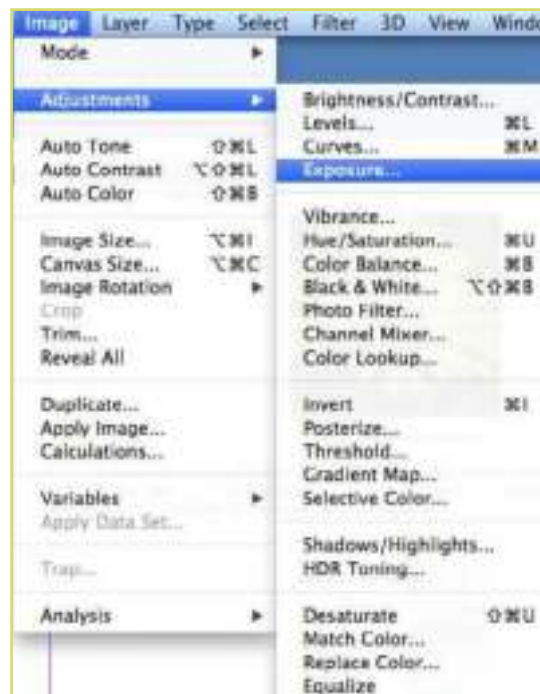 Image Layer Type Select Filter 3D View Windo
Mode ▶
Adjustments ▶
Auto Tone ⇧⌘L
Auto Contrast ⌥⇧⌘L
Auto Color ⇧⌘B
Image Size... ⌥⌘I
Canvas Size... ⌥⌘C
Image Rotation ▶
Crop
Trim...
Reveal All
Duplicate...
Apply Image...
Calculations...
Variables ▶
Apply Data Set...
Trap...
Analysis ▶
Brightness/Contrast...
Levels... ⌘L
Curves... ⌘M
Exposure...
Vibrance...
Hue/Saturation... ⌘U
Color Balance... ⌘B
Black & White... ⌥⇧⌘B
Photo Filter...
Channel Mixer...
Color Lookup...
Invert ⌘I
Posterize...
Threshold...
Gradient Map...
Selective Color...
Shadows/Highlights...
HDR Toning...
Desaturate ⇧⌘U
Match Color...
Replace Color...
Equalize